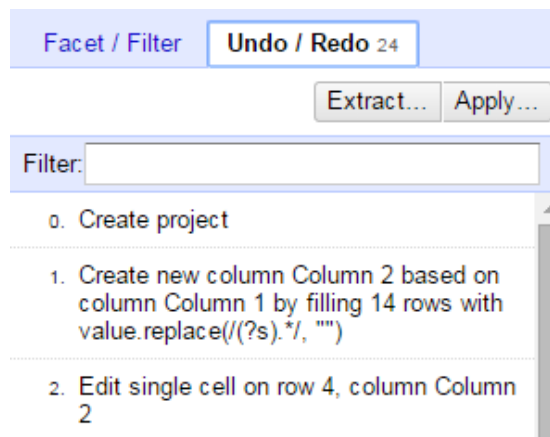 Facet / Filter Undo / Redo 24
Extract... Apply...
Filter:
0. Create project
1. Create new column Column 2 based on
column Column 1 by filling 14 rows with
value.replace(/(?s).*/, "")
2. Edit single cell on row 4, column Column
2